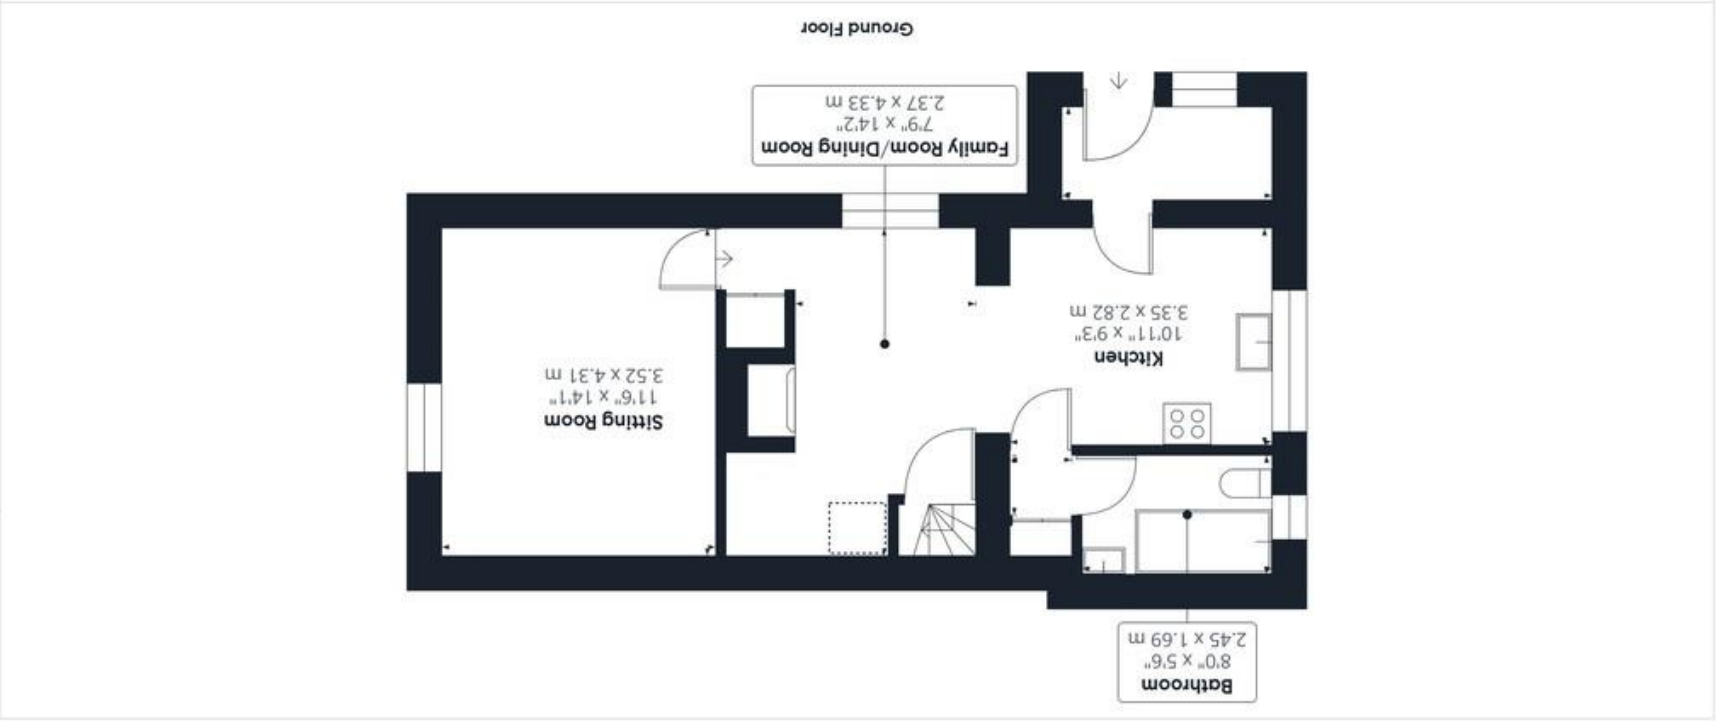 Bathroom
8'0" x 5'6"
2.45 x 1.69 m
Kitchen
10'11" x 9'3"
3.35 x 2.82 m
Sitting Room
11'6" x 14'1"
3.52 x 4.31 m
Family Room/Dining Room
7'9" x 14'2"
2.37 x 4.33 m
Ground Floor